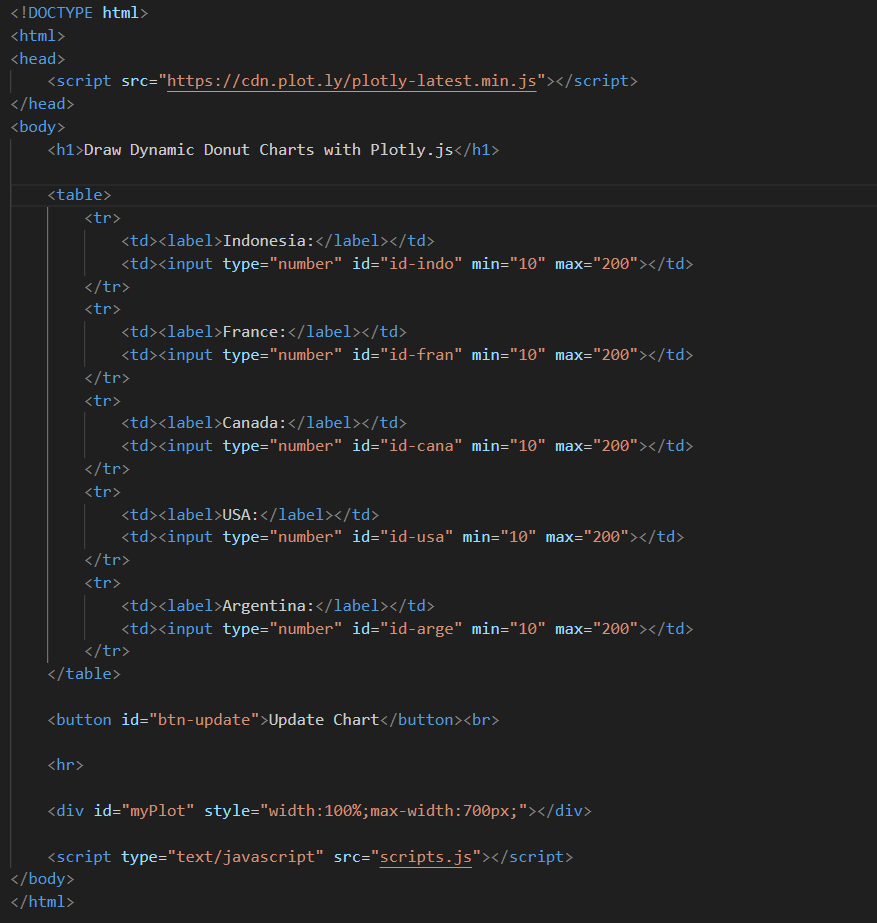 <!DOCTYPE html>
<html>
<head>
    <script src="https://cdn.plot.ly/plotly-latest.min.js"></script>
</head>
<body>
    <h1>Draw Dynamic Donut Charts with Plotly.js</h1>

    <table>
        <tr>
            <td><label>Indonesia:</label></td>
            <td><input type="number" id="id-indo" min="10" max="200"></td>
        </tr>
        <tr>
            <td><label>France:</label></td>
            <td><input type="number" id="id-fran" min="10" max="200"></td>
        </tr>
        <tr>
            <td><label>Canada:</label></td>
            <td><input type="number" id="id-cana" min="10" max="200"></td>
        </tr>
        <tr>
            <td><label>USA:</label></td>
            <td><input type="number" id="id-usa" min="10" max="200"></td>
        </tr>
        <tr>
            <td><label>Argentina:</label></td>
            <td><input type="number" id="id-arge" min="10" max="200"></td>
        </tr>
    </table>

    <button id="btn-update">Update Chart</button><br>

    <hr>

    <div id="myPlot" style="width:100%;max-width:700px;"></div>

    <script type="text/javascript" src="scripts.js"></script>
</body>
</html>